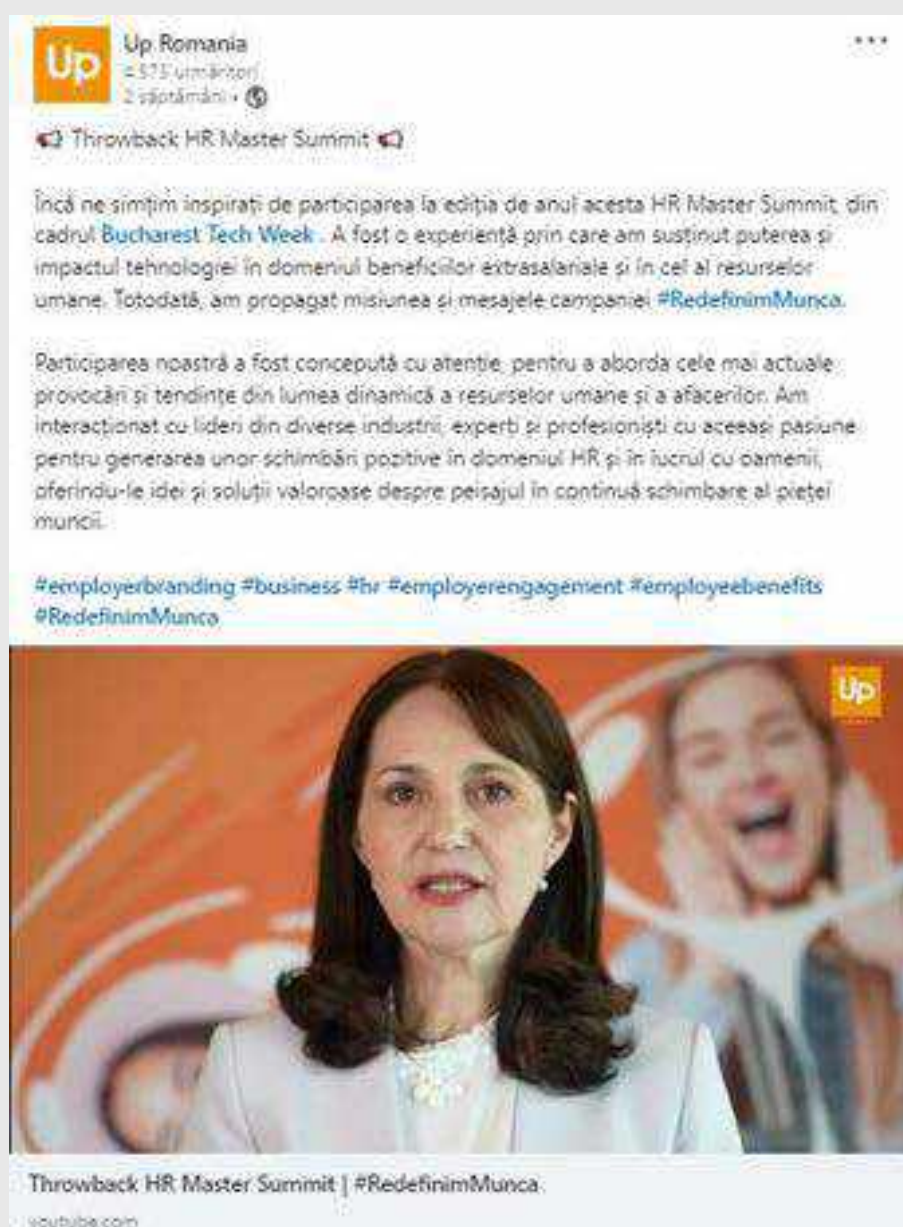 Up
Up Romania
4 575 urmăritori
2 săptămâni •
Throwback HR Master Summit
Încă ne simțim inspirați de participarea la ediția de anul acesta HR Master Summit, din
cadrul Bucharest Tech Week . A fost o experiență prin care am susținut puterea și
impactul tehnologiei în domeniul beneficiilor extrasalariale și în cel al resurselor
umane. Totodată, am propagat misiunea și mesajele campaniei #RedefinimMunca.
Participarea noastră a fost concepută cu atenție, pentru a aborda cele mai actuale
provocări și tendințe din lumea dinamică a resurselor umane și a afacerilor. Am
interacționat cu lideri din diverse industrii, experți și profesioniști cu aceeași pasiune
pentru generarea unor schimbări pozitive în domeniul HR și în lucrul cu oamenii,
oferindu-le idei și soluții valoroase despre peisajul în continuă schimbare al pieței
muncii.
#employerbranding #business #hr #employerengagement #employeebenefits
#RedefinimMunca
Up
Throwback HR Master Summit | #RedefinimMunca
youtube.com